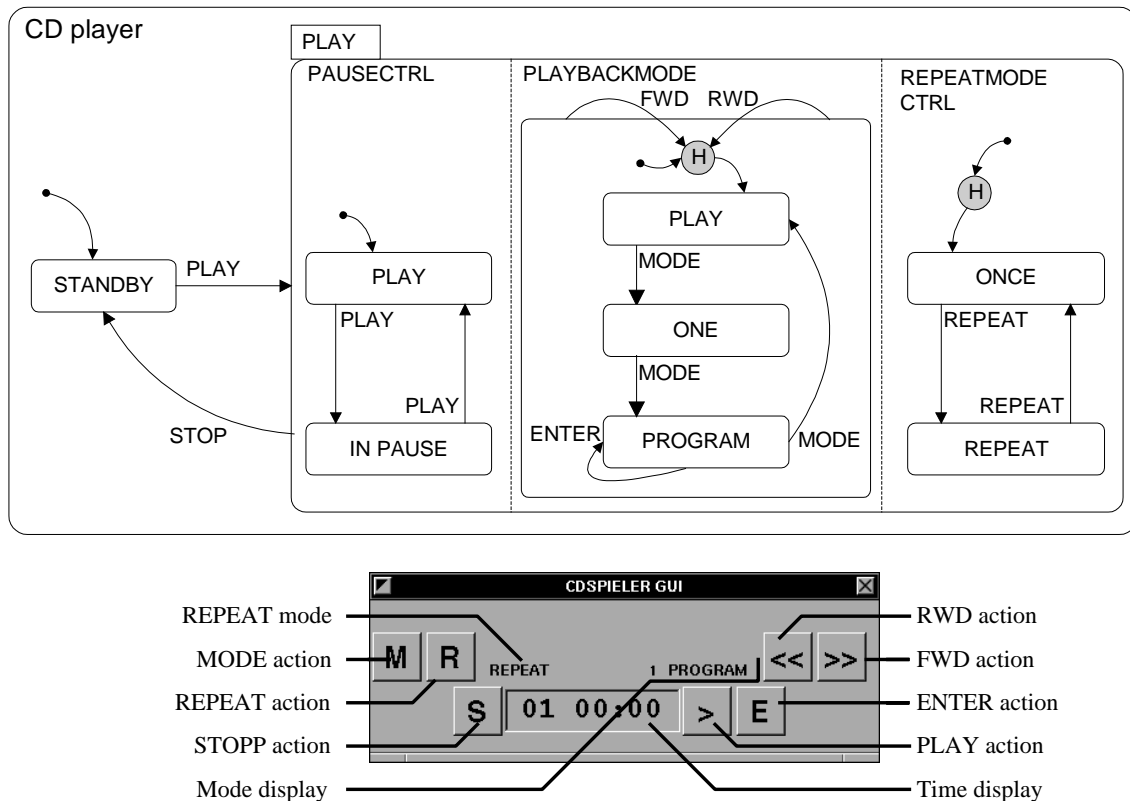 CD player
PLAY
PAUSECTRL
PLAYBACKMODE
REPEATMODE
CTRL
FWD RWD
H
H
PLAY
STANDBY
PLAY
PLAY
ONCE
MODE
PLAY
REPEAT
ONE
MODE
PLAY
REPEAT
STOP
ENTER
IN PAUSE
PROGRAM
MODE
REPEAT
CDSPIELER GUI
REPEAT mode
RWD action
MODE action
M R REPEAT 1 PROGRAM << >>
FWD action
REPEAT action
S 01 00:00 > E
ENTER action
STOPP action
PLAY action
Mode display
Time display